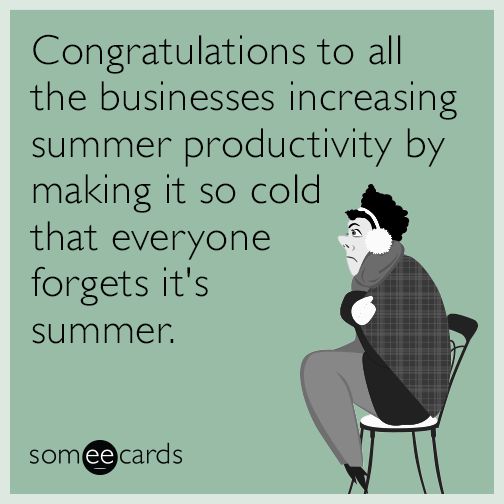 Congratulations to all
the businesses increasing
summer productivity by
making it so cold
that everyone
forgets it's
summer.
someecards